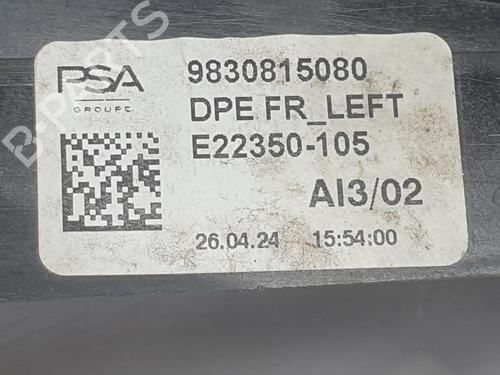 PSA
GROUPE
9830815080
DPE FR_LEFT
E22350-105
AI3/02
26.04.24 15:54:00
B-PARTS